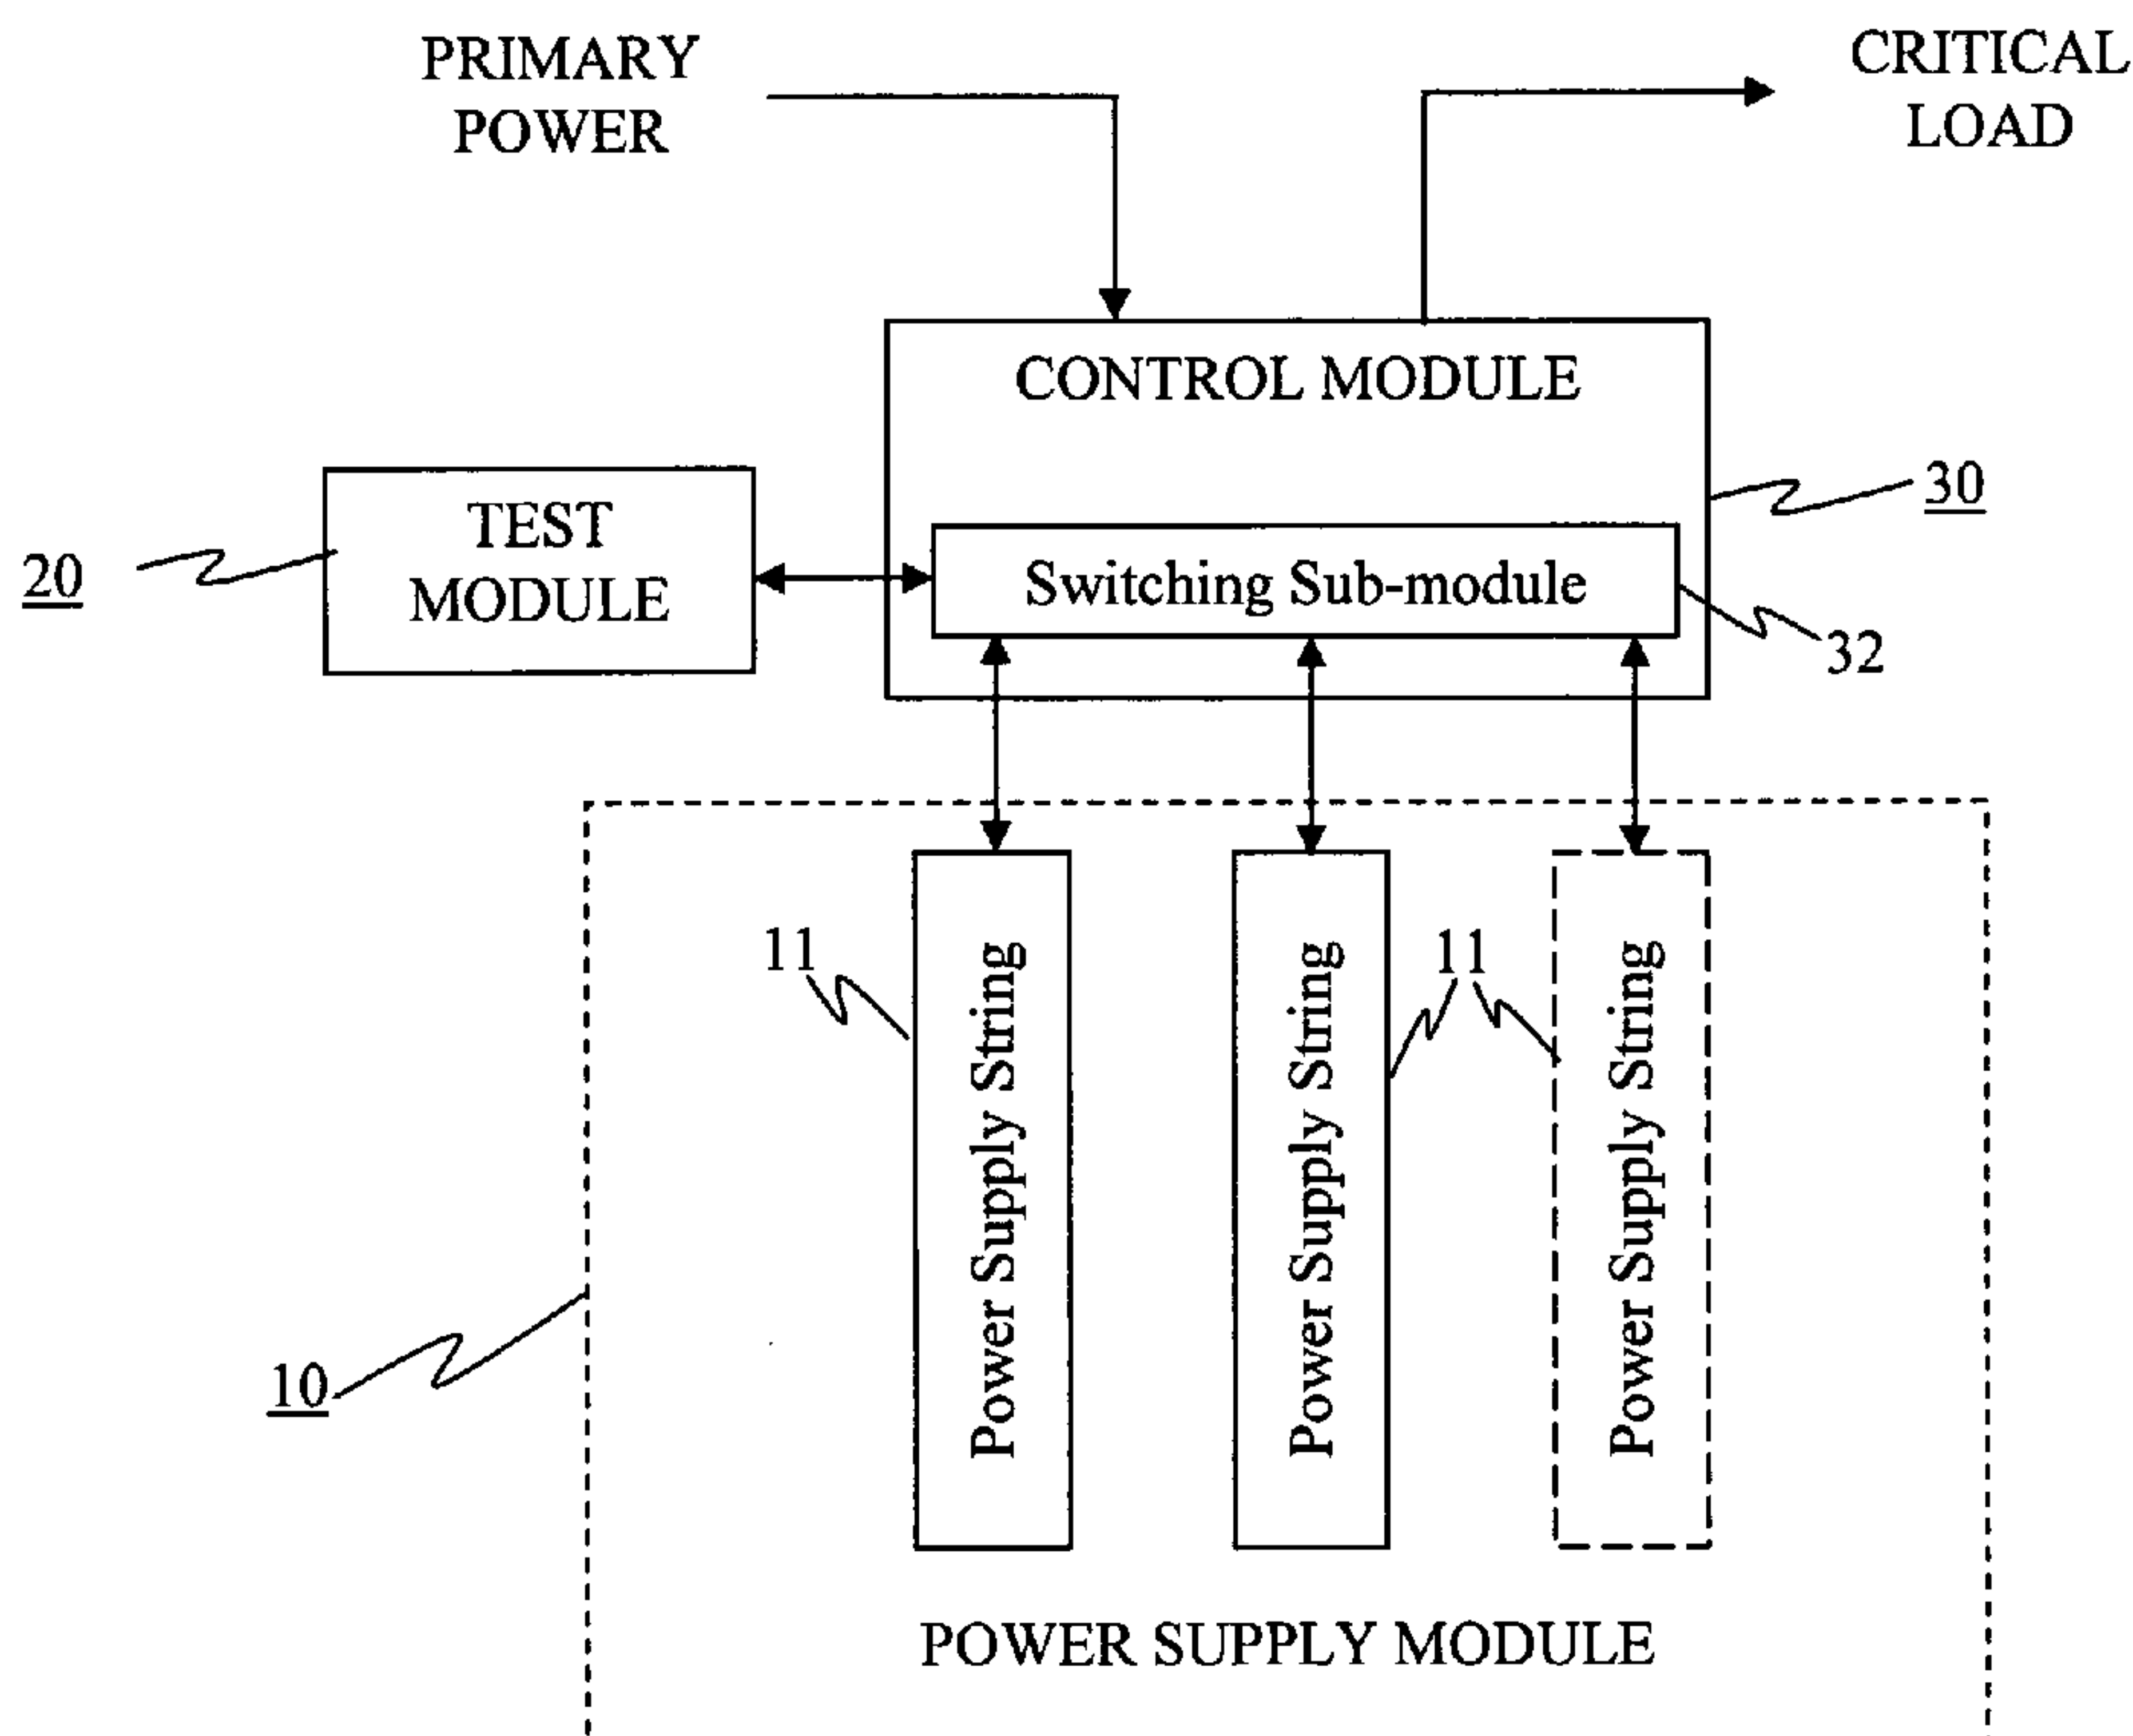 PRIMARY
POWER
CRITICAL
LOAD
CONTROL MODULE
30
TEST
MODULE
20
Switching Sub-module
32
11
11
Power Supply String
Power Supply String
Power Supply String
10
POWER SUPPLY MODULE